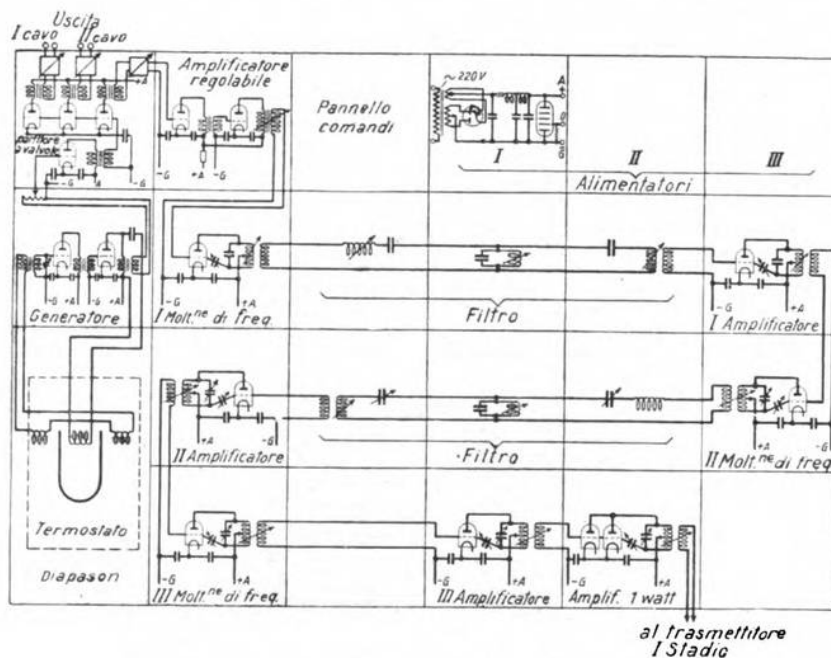 Uscita
I cavo II cavo
+A
Amplificatore
regolabile
Pannello
comandi
~ 220V
A
+
-
G
I
II
III
Alimentatori
partitore
a valvole
-G A -G
-G +A -G
-G +A -G +A
Generatore
-G +A
I Molt.ne di freq.
Filtro
-G +A
I Amplificatore
+A -G
II Amplificatore
Filtro
+A -G
II Molt.ne di freq.
Termostato
Diapason
-G +A
III Molt.ne di freq.
-G +A
III Amplificatore
-G +A
Amplif. 1 watt
al trasmettitore
I Stadio